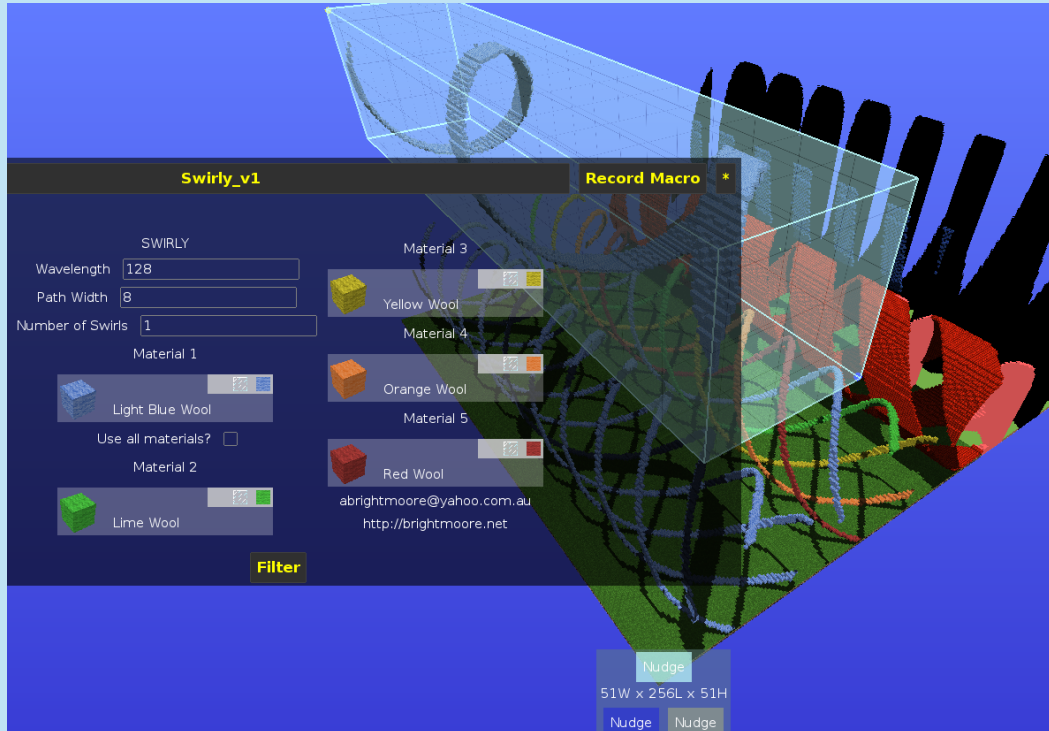 Swirly_v1
Record Macro
*
SWIRLY
Wavelength 128
Path Width 8
Number of Swirls 1
Material 1
Light Blue Wool
Use all materials?
Material 2
Lime Wool
Material 3
Yellow Wool
Material 4
Orange Wool
Material 5
Red Wool
abrightmoore@yahoo.com.au
http://brightmoore.net
Filter
Nudge
51W x 256L x 51H
Nudge Nudge